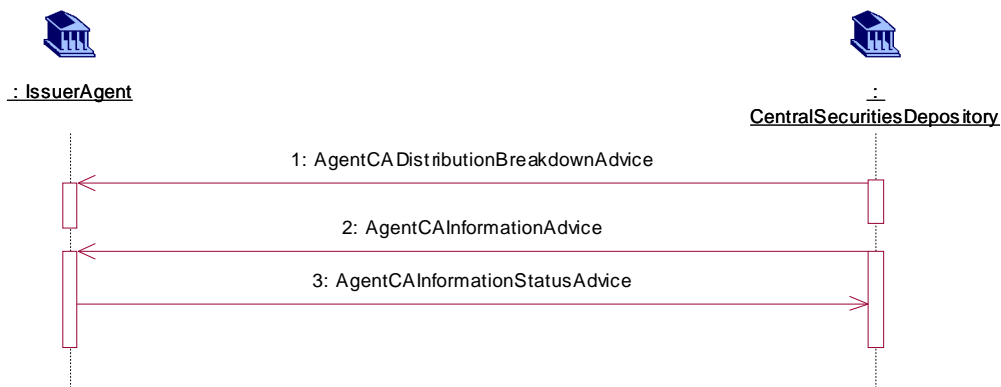 : IssuerAgent
:
CentralSecuritiesDepository
1: AgentCADistributionBreakdownAdvice
2: AgentCAInformationAdvice
3: AgentCAInformationStatusAdvice